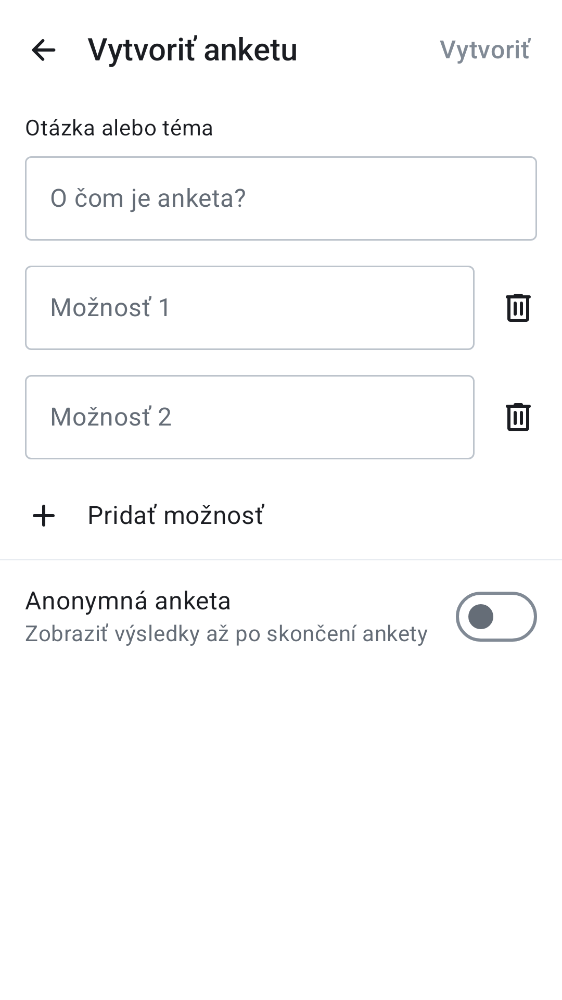 Vytvoriť anketu
Vytvoriť
Otázka alebo téma
O čom je anketa?
Možnosť 1
Možnosť 2
Pridať možnosť
Anonymná anketa
Zobraziť výsledky až po skončení ankety